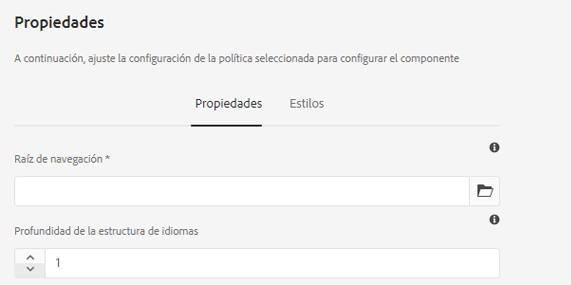 Propiedades
A continuación, ajuste la configuración de la política seleccionada para configurar el componente
Propiedades Estilos
Raíz de navegación *
Profundidad de la estructura de idiomas
1